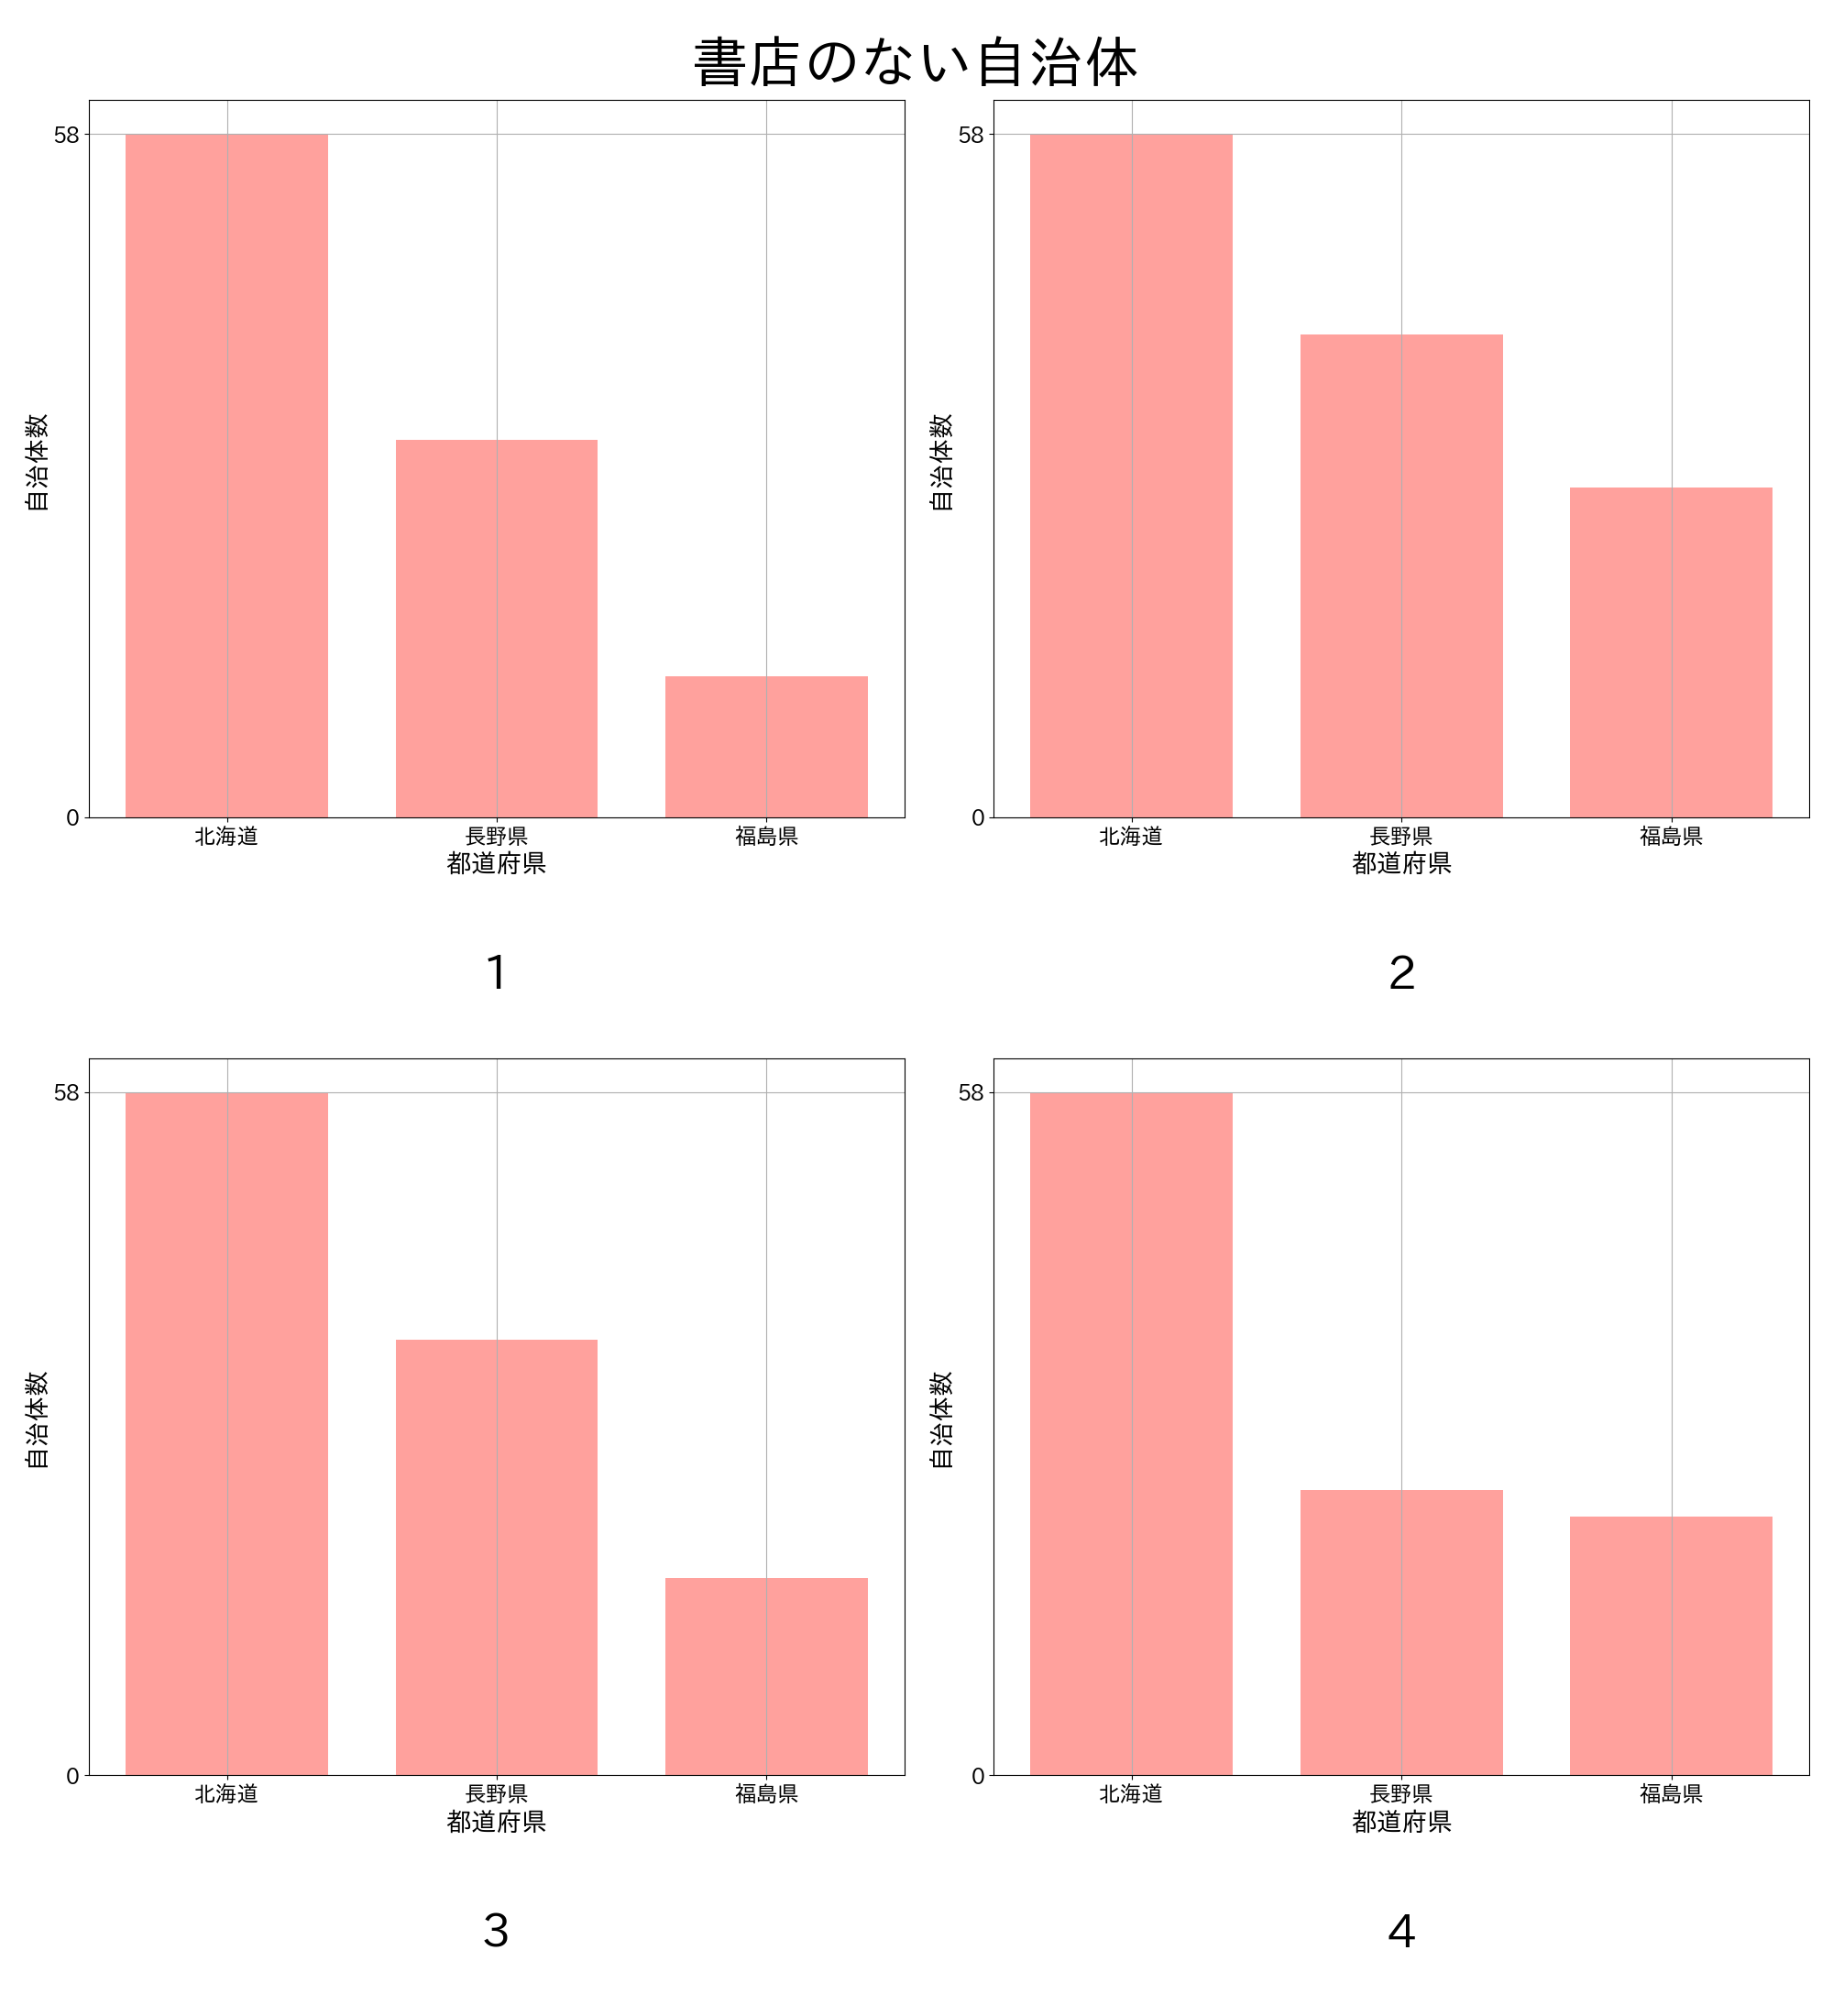 書店のない自治体
58
0
自治体数
北海道 長野県 福島県
都道府県
1
58
0
自治体数
北海道 長野県 福島県
都道府県
2
58
0
自治体数
北海道 長野県 福島県
都道府県
3
58
0
自治体数
北海道 長野県 福島県
都道府県
4